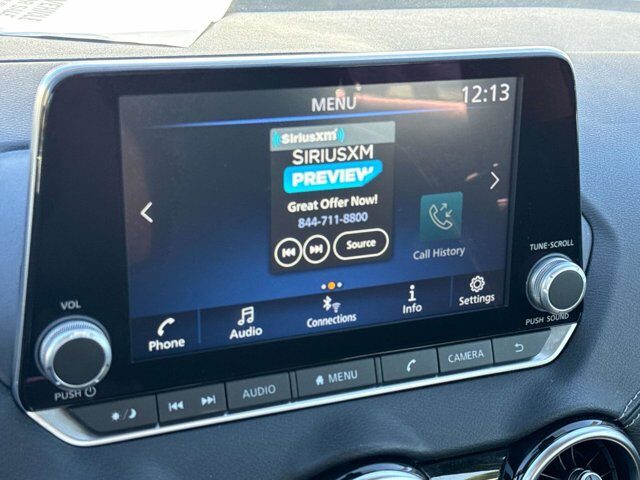 MENU
12:13
SiriusXM
SIRIUSXM
PREVIEW
Great Offer Now!
844-711-8800
Source
Call History
Phone
Audio
Connections
Info
Settings
VOL
PUSH
TUNE·SCROLL
PUSH SOUND
AUDIO
MENU
CAMERA